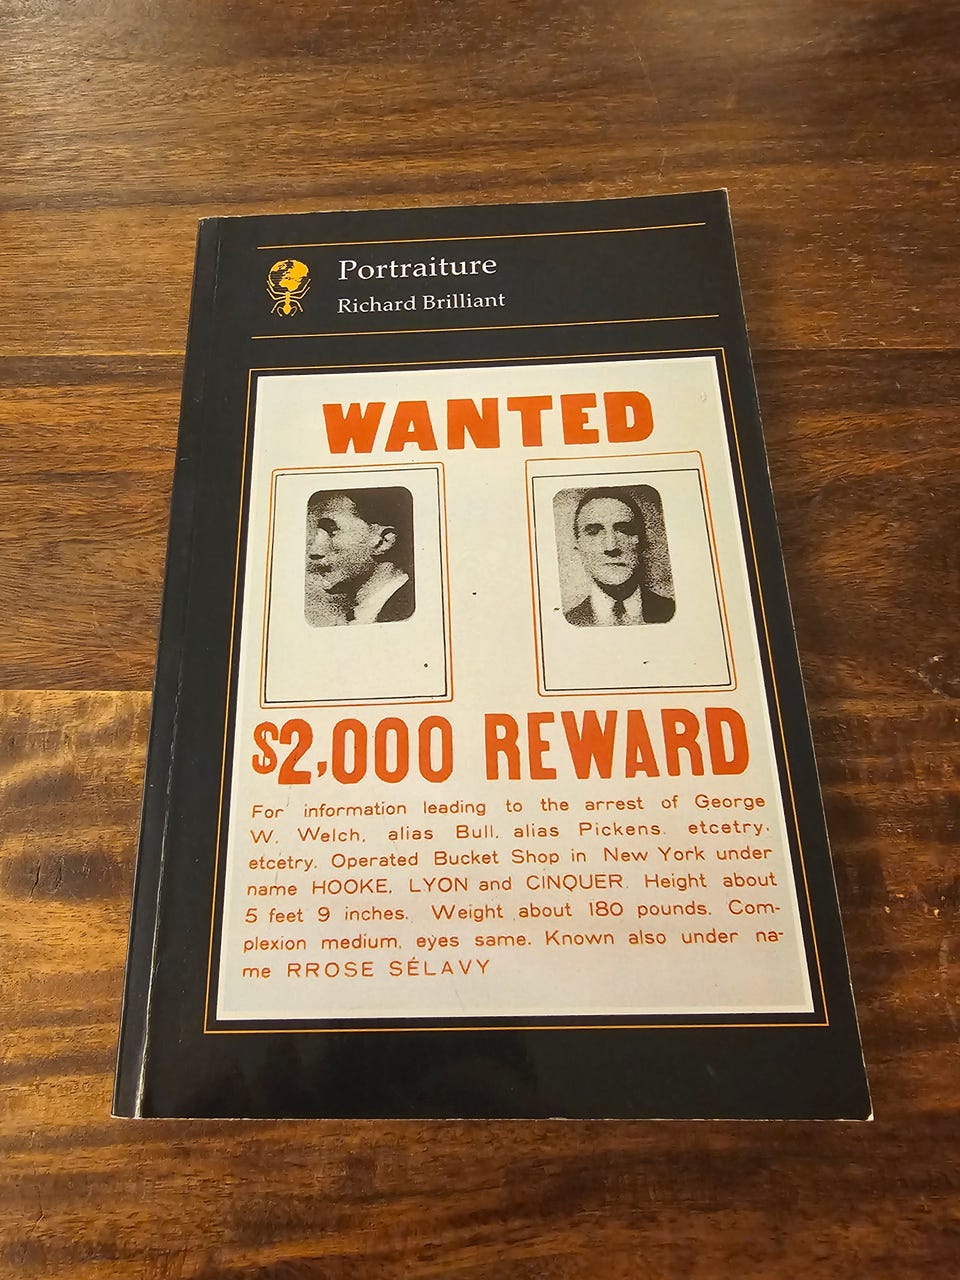 Portraiture
Richard Brilliant
WANTED
$2,000 REWARD
For information leading to the arrest of George
W. Welch, alias Bull, alias Pickens. etcetry,
etcetry. Operated Bucket Shop in New York under
name HOOKE, LYON and CINQUER. Height about
5 feet 9 inches. Weight about 180 pounds. Com-
plexion medium, eyes same. Known also under na-
me RROSE SÉLAVY